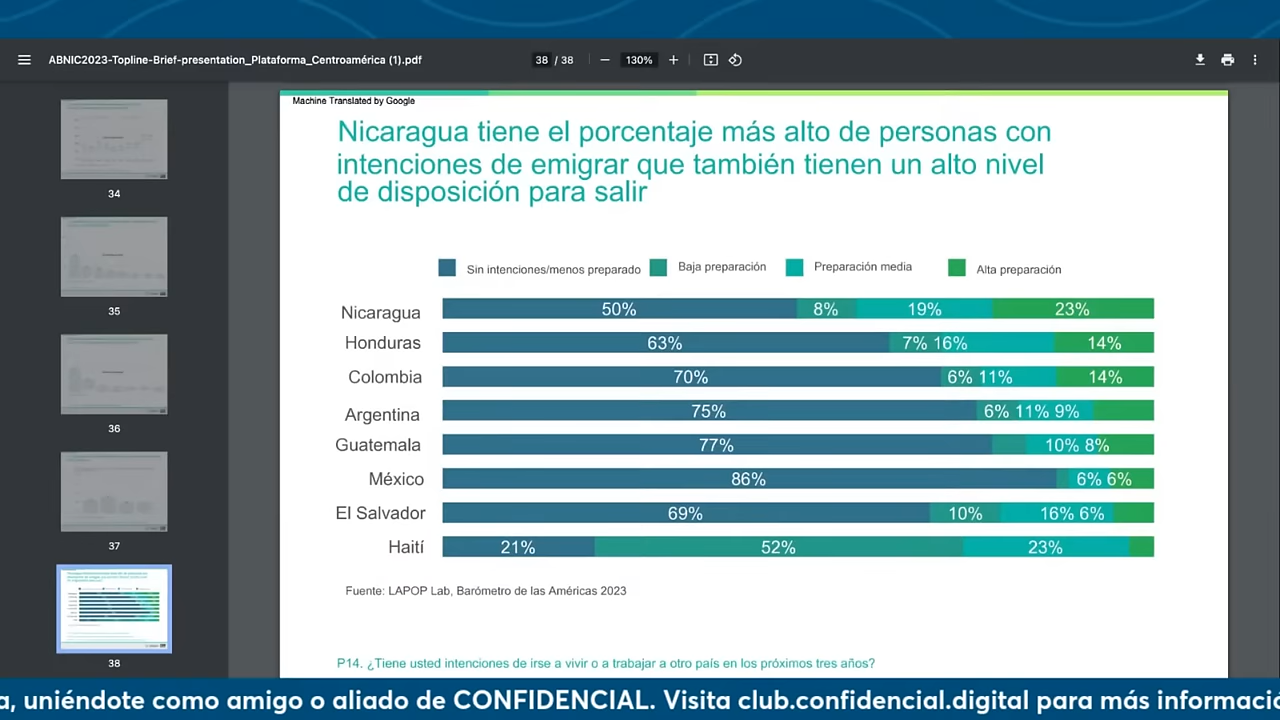 ABNIC2023-Topline-Brief-presentation_Plataforma_Centroamérica (1).pdf
38 / 38
130%
34
35
36
37
38
Machine Translated by Google
Nicaragua tiene el porcentaje más alto de personas con
intenciones de emigrar que también tienen un alto nivel
de disposición para salir
Sin intenciones/menos preparado
Baja preparación
Preparación media
Alta preparación
Nicaragua 50% 8% 19% 23%
Honduras 63% 7% 16% 14%
Colombia 70% 6% 11% 14%
Argentina 75% 6% 11% 9%
Guatemala 77% 10% 8%
México 86% 6% 6%
El Salvador 69% 10% 16% 6%
Haití 21% 52% 23%
Fuente: LAPOP Lab, Barómetro de las Américas 2023
P14. ¿Tiene usted intenciones de irse a vivir o a trabajar a otro país en los próximos tres años?
a, uniéndote como amigo o aliado de CONFIDENCIAL. Visita club.confidencial.digital para más informació